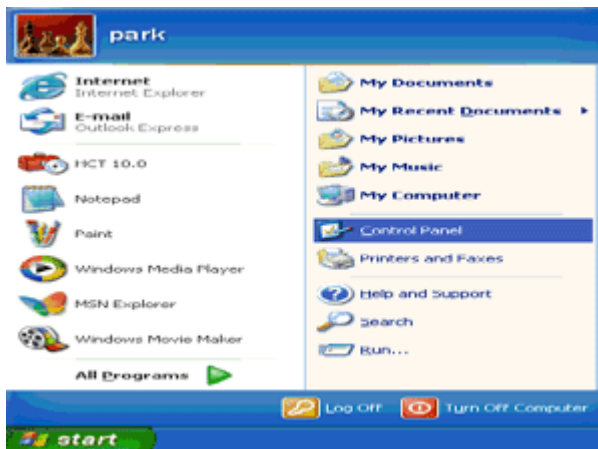 park
Internet
Internet Explorer
E-mail
Outlook Express
HCT 10.0
Notepad
Paint
Windows Media Player
MSN Explorer
Windows Movie Maker
All Programs
My Documents
My Recent Documents
My Pictures
My Music
My Computer
Control Panel
Printers and Faxes
Help and Support
Search
Run...
Log Off
Turn Off Computer
start